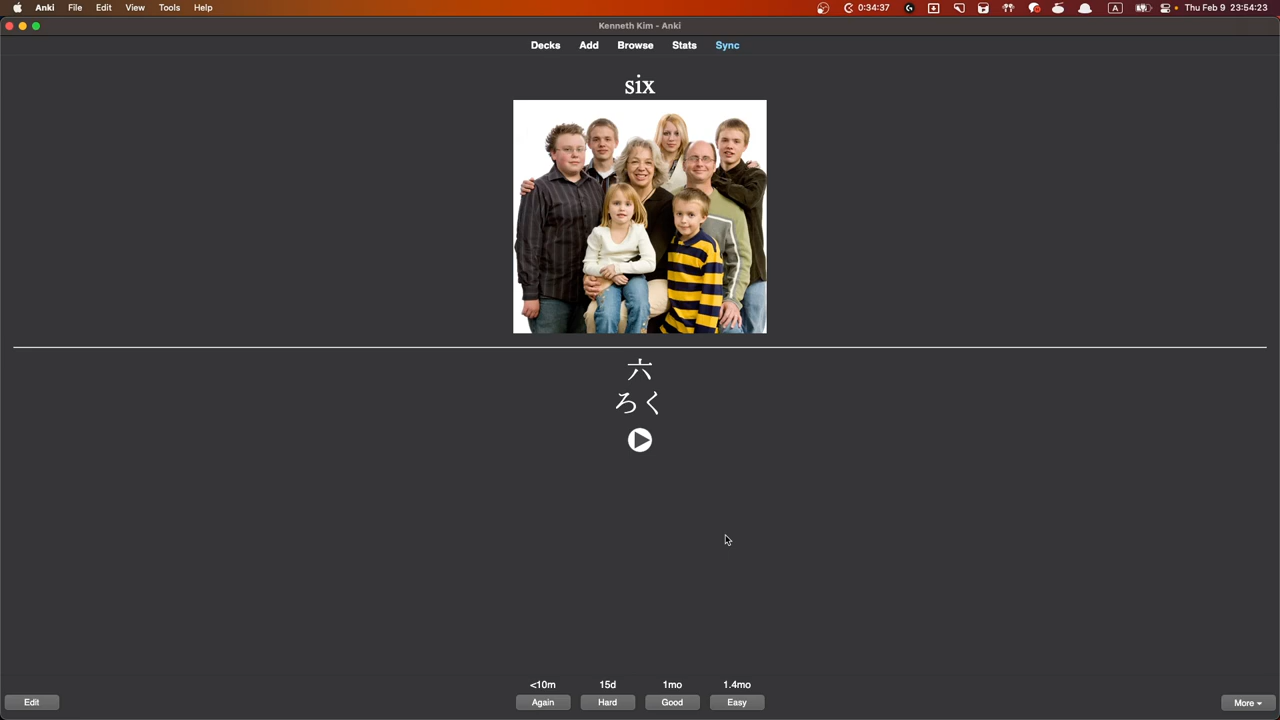 Anki File Edit View Tools Help 0:34:37 A Thu Feb 9 23:54:23
Kenneth Kim - Anki
Decks Add Browse Stats Sync
six
六
ろく
<10m 15d 1mo 1.4mo
Edit Again Hard Good Easy More